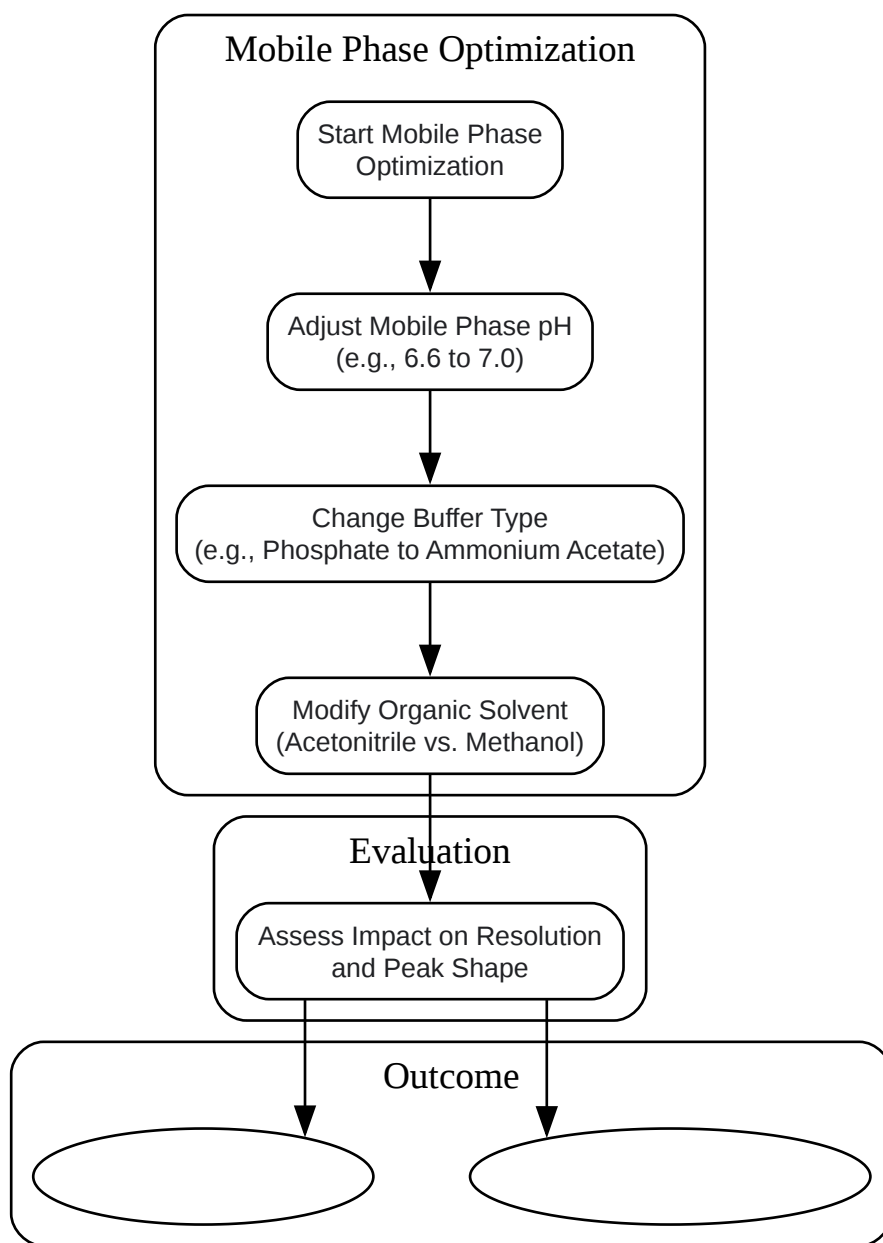 Mobile Phase Optimization
Start Mobile Phase
Optimization
Adjust Mobile Phase pH
(e.g., 6.6 to 7.0)
Change Buffer Type
(e.g., Phosphate to Ammonium Acetate)
Modify Organic Solvent
(Acetonitrile vs. Methanol)
Evaluation
Assess Impact on Resolution
and Peak Shape
Outcome